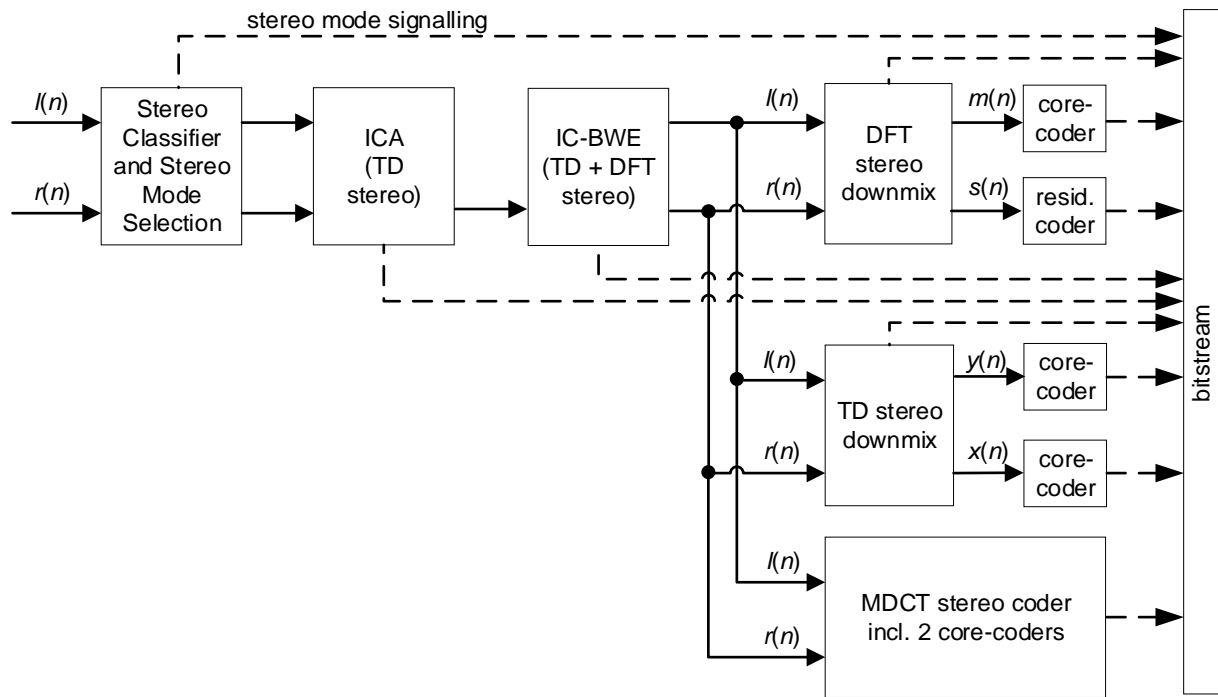 stereo mode signalling
l(n)
r(n)
Stereo
Classifier
and Stereo
Mode
Selection
ICA
(TD
stereo)
IC-BWE
(TD + DFT
stereo)
l(n)
r(n)
DFT
stereo
downmix
m(n)
s(n)
core-
coder
resid.
coder
l(n)
r(n)
TD stereo
downmix
y(n)
x(n)
core-
coder
core-
coder
l(n)
r(n)
MDCT stereo coder
incl. 2 core-coders
bitstream